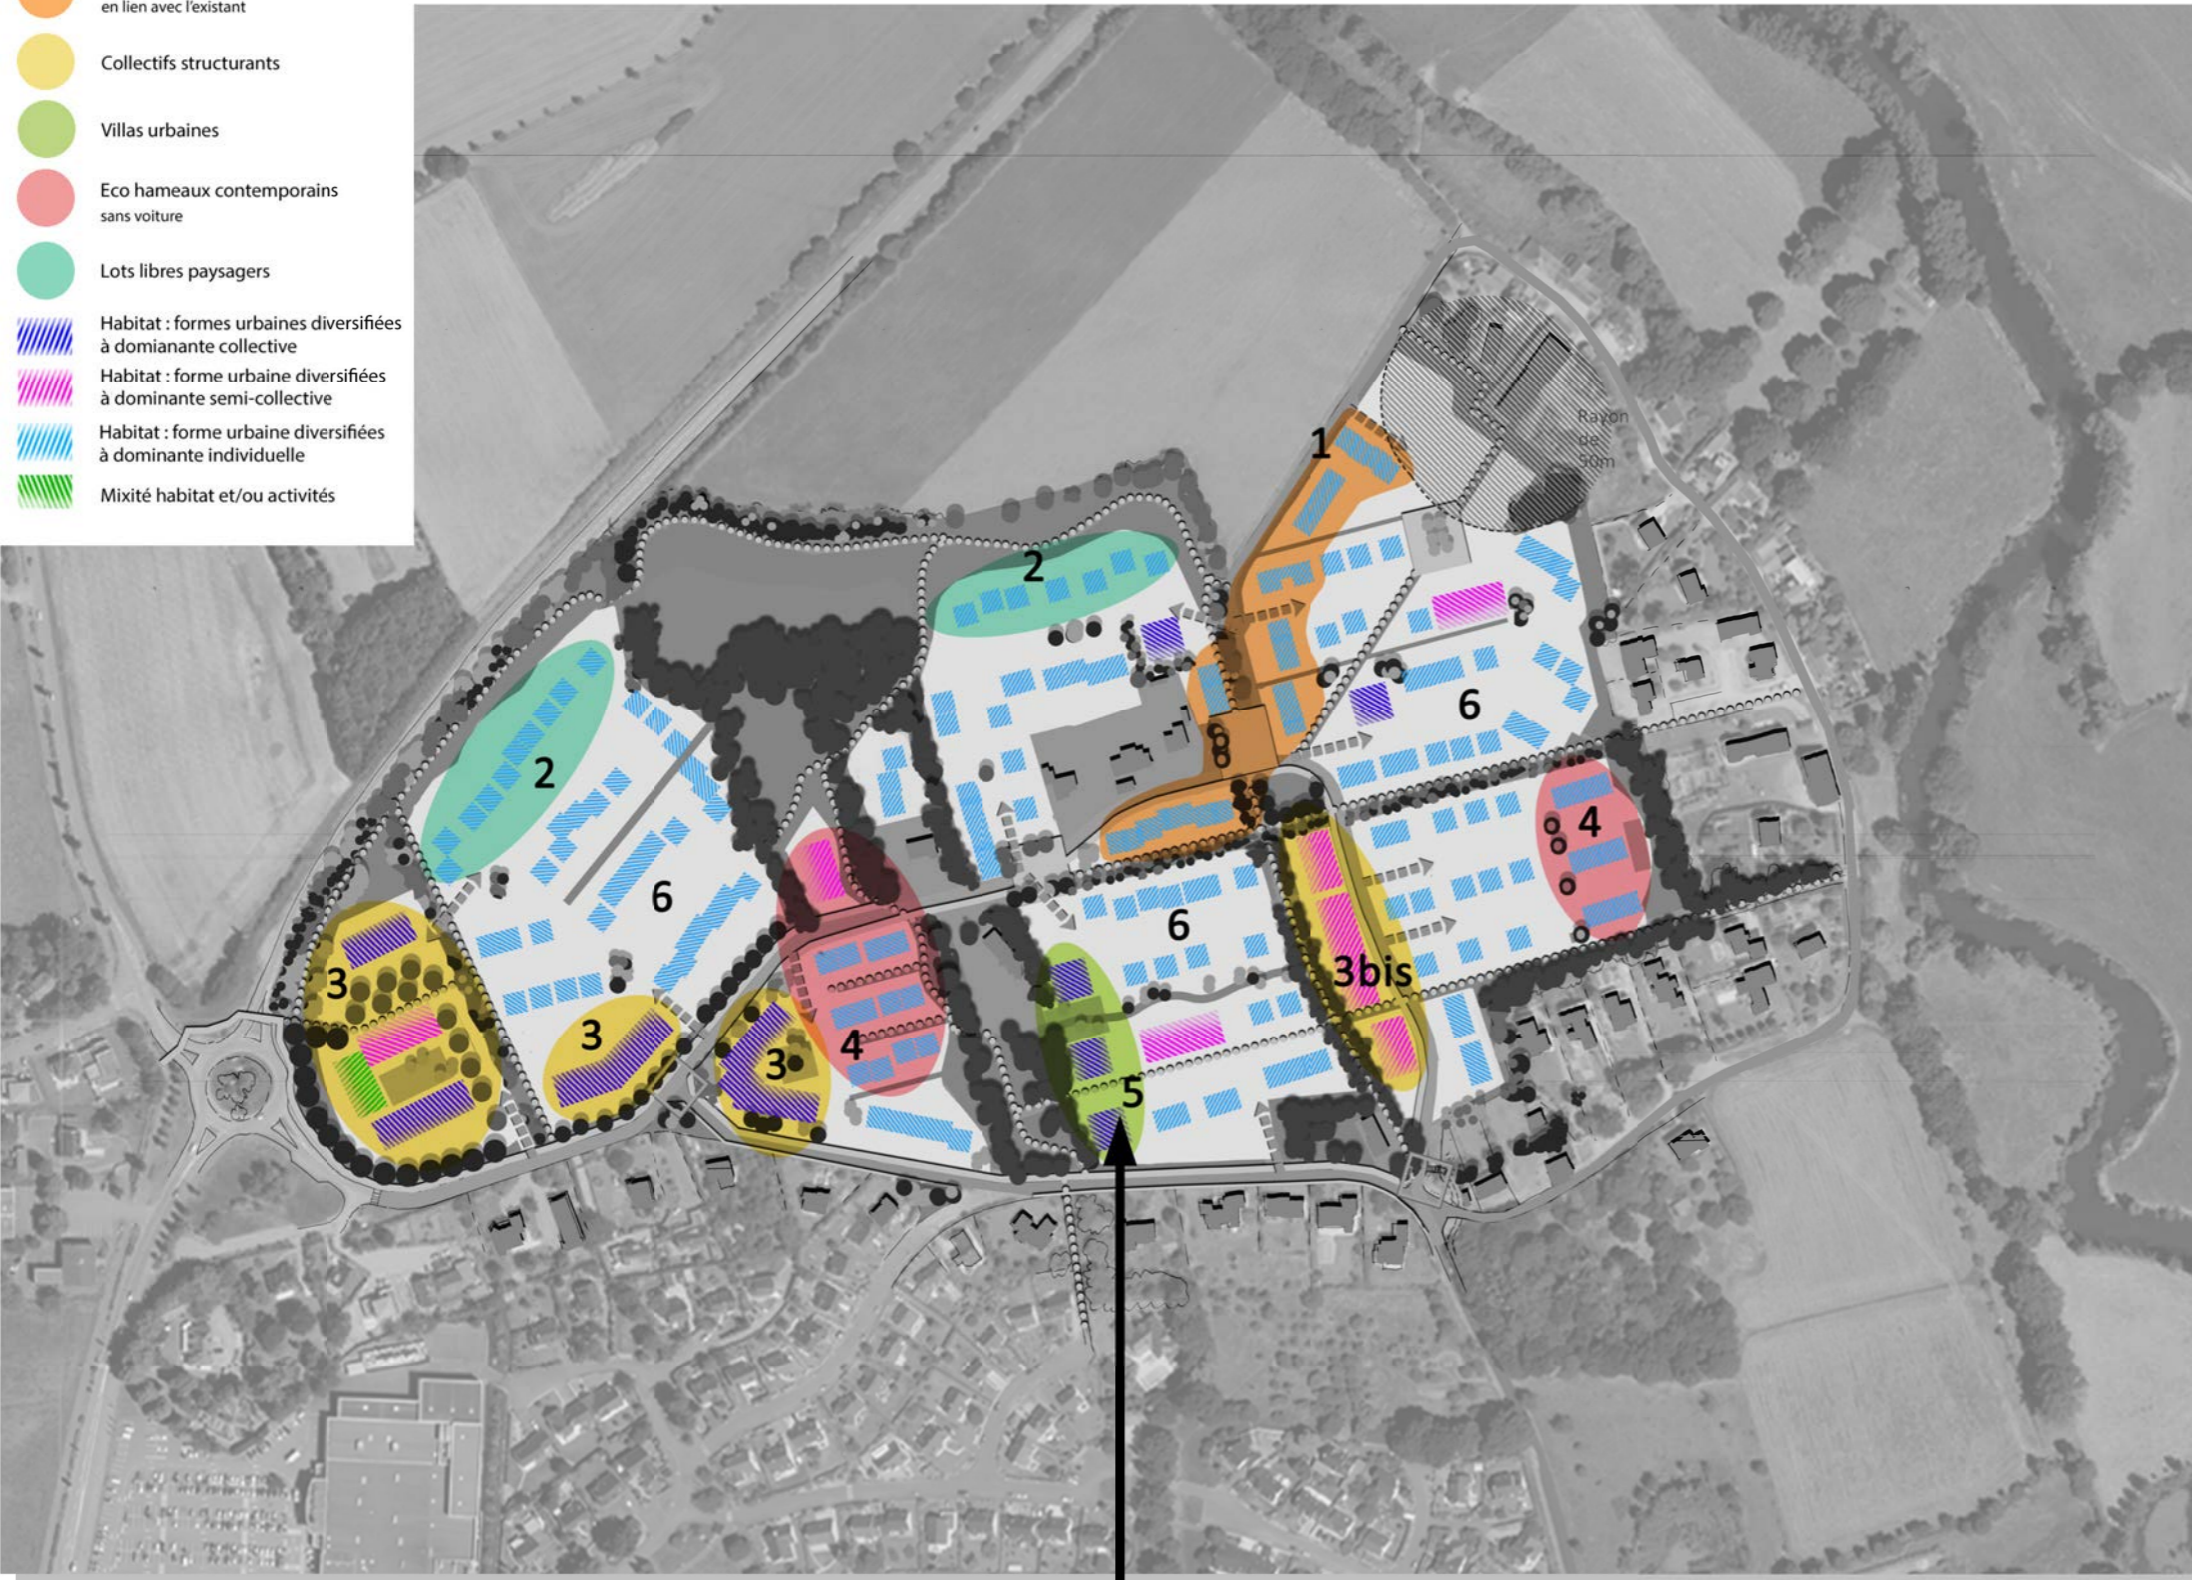 en lien avec l'existant
Collectifs structurants
Villas urbaines
Eco hameaux contemporains
sans voiture
Lots libres paysagers
Habitat : formes urbaines diversifiées
à domianante collective
Habitat : forme urbaine diversifiées
à dominante semi-collective
Habitat : forme urbaine diversifiées
à dominante individuelle
Mixité habitat et/ou activités
Rayon
de
50m
1
2
2
6
4
6
6
3
3bis
3
3
4
5